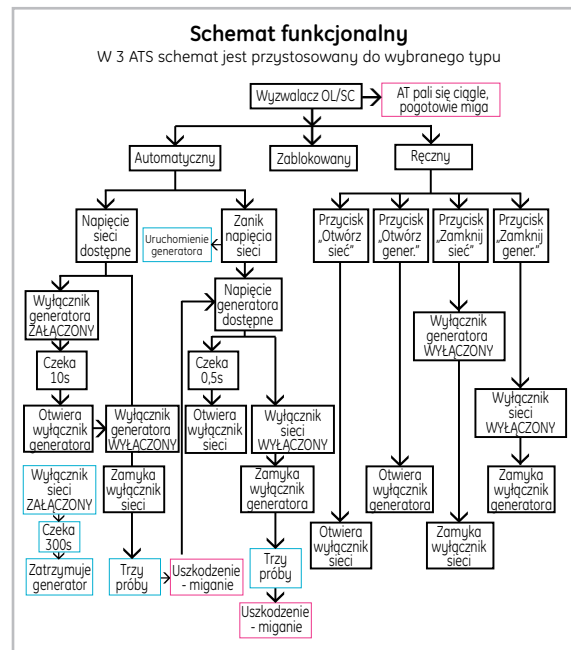 Schemat funkcjonalny
W 3 ATS schemat jest przystosowany do wybranego typu
Wyzwalacz OL/SC
AT pali się ciągle,
pogotowie miga
Automatyczny
Zablokowany
Ręczny
Napięcie
sieci
dostępne
Uruchomienie
generatora
Zanik
napięcia
sieci
Przycisk
„Otwórz
sieć"
Przycisk
„Otwórz
gener."
Przycisk
„Zamknij
sieć"
Przycisk
„Zamknij
gener."
Wyłącznik
generatora
ZAŁĄCZONY
Napięcie
generatora
dostępne
Wyłącznik
generatora
WYŁĄCZONY
Czeka
10s
Czeka
0,5s
Otwiera
wyłącznik
generatora
Wyłącznik
generatora
WYŁĄCZONY
Otwiera
wyłącznik
sieci
Wyłącznik
sieci
WYŁĄCZONY
Wyłącznik
sieci
WYŁĄCZONY
Wyłącznik
sieci
ZAŁĄCZONY
Zamyka
wyłącznik
sieci
Zamyka
wyłącznik
generatora
Otwiera
wyłącznik
generatora
Zamyka
wyłącznik
generatora
Czeka
300s
Otwiera
wyłącznik
sieci
Zamyka
wyłącznik
sieci
Zatrzymuje
generator
Trzy
próby
Uszkodzenie
- miganie
Trzy
próby
Uszkodzenie
- miganie